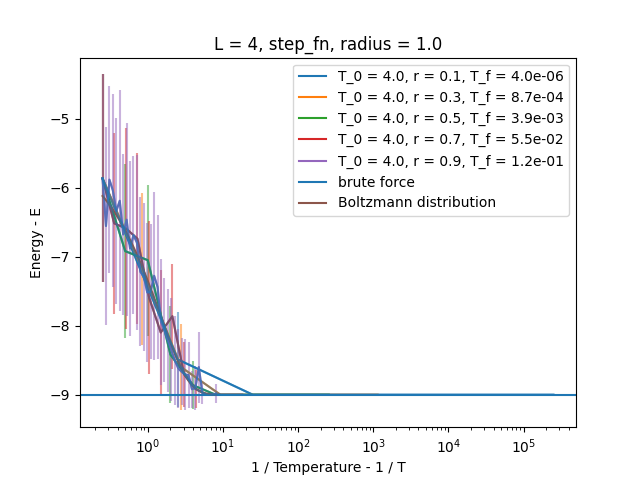 L = 4, step_fn, radius = 1.0
T_0 = 4.0, r = 0.1, T_f = 4.0e-06
T_0 = 4.0, r = 0.3, T_f = 8.7e-04
T_0 = 4.0, r = 0.5, T_f = 3.9e-03
T_0 = 4.0, r = 0.7, T_f = 5.5e-02
T_0 = 4.0, r = 0.9, T_f = 1.2e-01
brute force
Boltzmann distribution
Energy - E
−5
−6
−7
−8
−9
10⁰ 10¹ 10² 10³ 10⁴ 10⁵
1 / Temperature - 1 / T